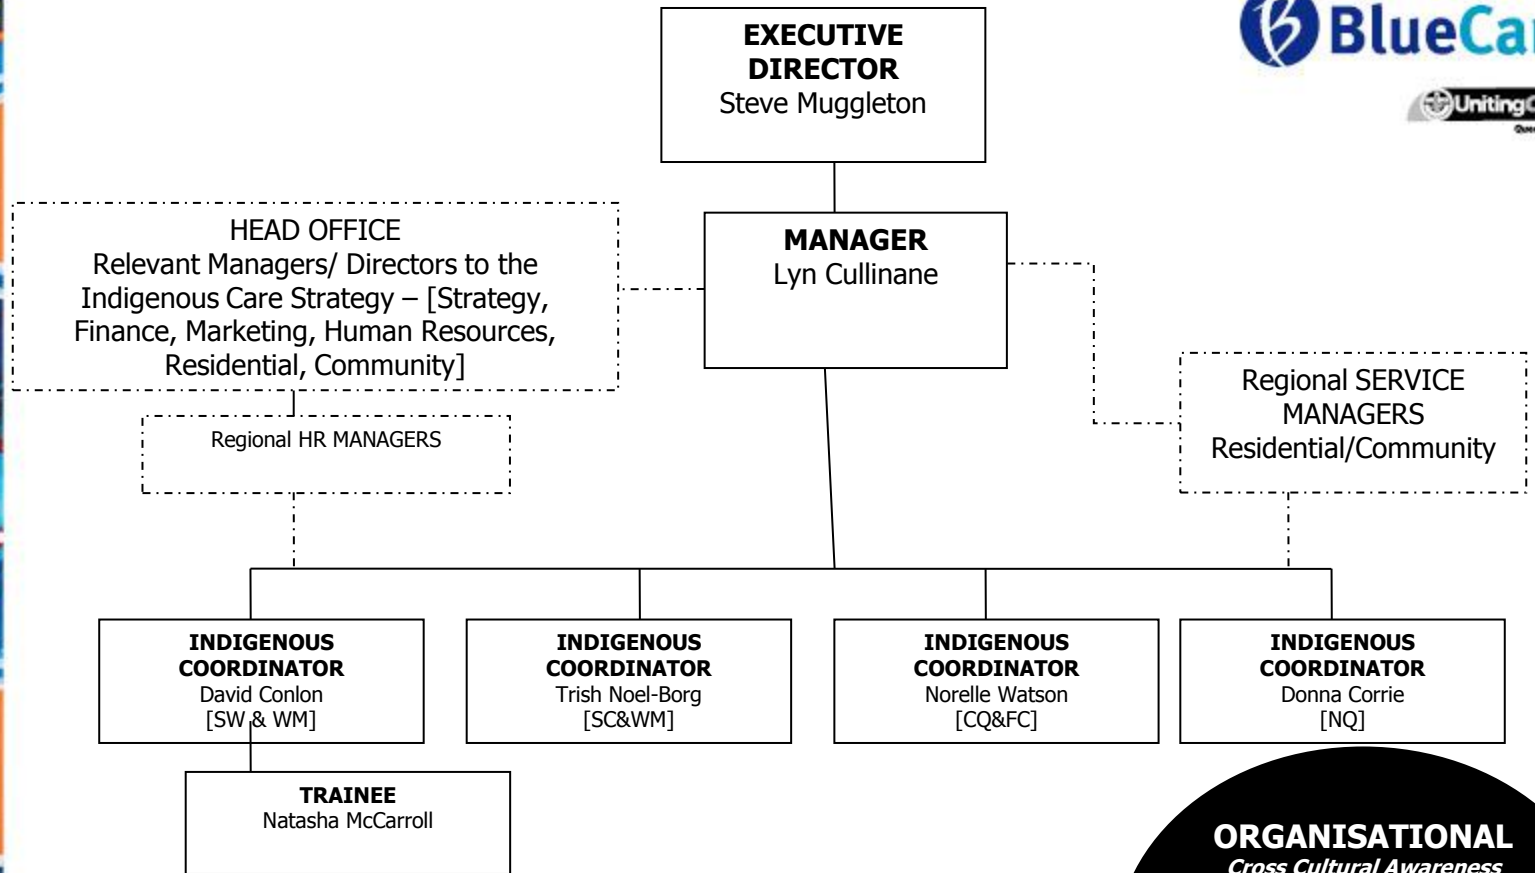 EXECUTIVE
DIRECTOR
Steve Muggleton
HEAD OFFICE
Relevant Managers/ Directors to the
Indigenous Care Strategy – [Strategy,
Finance, Marketing, Human Resources,
Residential, Community]
MANAGER
Lyn Cullinane
Regional HR MANAGERS
Regional SERVICE
MANAGERS
Residential/Community
INDIGENOUS
COORDINATOR
David Conlon
[SW & WM]
INDIGENOUS
COORDINATOR
Trish Noel-Borg
[SC&WM]
INDIGENOUS
COORDINATOR
Norelle Watson
[CQ&FC]
INDIGENOUS
COORDINATOR
Donna Corrie
[NQ]
TRAINEE
Natasha McCarroll
ORGANISATIONAL
Cross Cultural Awareness